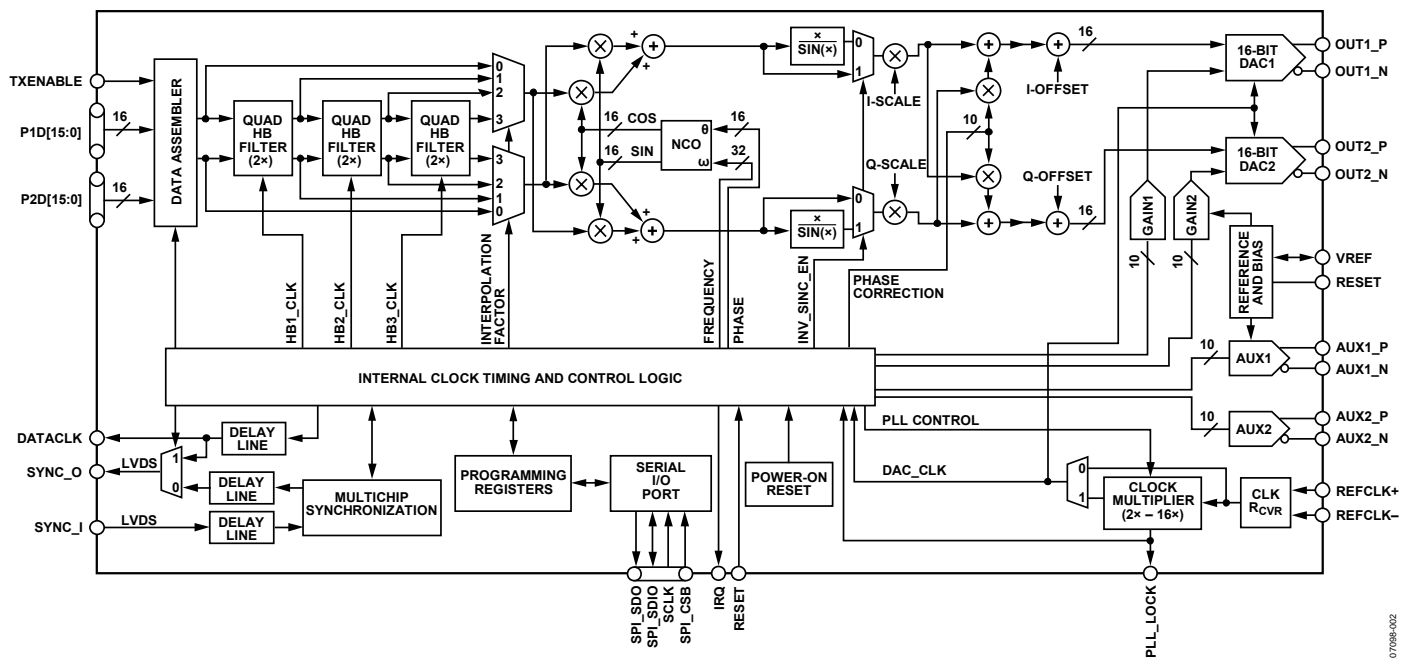 TXENABLE
P1D[15:0]
16
P2D[15:0]
16
DATA ASSEMBLER
QUAD
HB
FILTER
(2×)
QUAD
HB
FILTER
(2×)
QUAD
HB
FILTER
(2×)
0
1
2
3
3
2
1
0
HB1_CLK
HB2_CLK
HB3_CLK
INTERPOLATION
FACTOR
×
×
×
×
+
+
+
+
+
+
16
COS
16
SIN
NCO
θ
ω
16
32
FREQUENCY
PHASE
×
SIN(×)
×
SIN(×)
0
1
0
1
INV_SINC_EN
×
I-SCALE
Q-SCALE
×
PHASE
CORRECTION
10
+
×
×
+
+
I-OFFSET
Q-OFFSET
+
16
16
16-BIT
DAC1
16-BIT
DAC2
OUT1_P
OUT1_N
OUT2_P
OUT2_N
GAIN1
GAIN2
10
10
REFERENCE
AND BIAS
VREF
RESET
10
AUX1
AUX1_P
AUX1_N
10
AUX2
AUX2_P
AUX2_N
INTERNAL CLOCK TIMING AND CONTROL LOGIC
DATACLK
DELAY
LINE
SYNC_O
LVDS
1
0
DELAY
LINE
SYNC_I
LVDS
DELAY
LINE
MULTICHIP
SYNCHRONIZATION
PROGRAMMING
REGISTERS
SERIAL
I/O
PORT
POWER-ON
RESET
PLL CONTROL
DAC_CLK
0
1
CLOCK
MULTIPLIER
(2× – 16×)
CLK
RCVR
REFCLK+
REFCLK–
SPI_SDO
SPI_SDIO
SCLK
SPI_CSB
IRQ
RESET
PLL_LOCK
07098-002